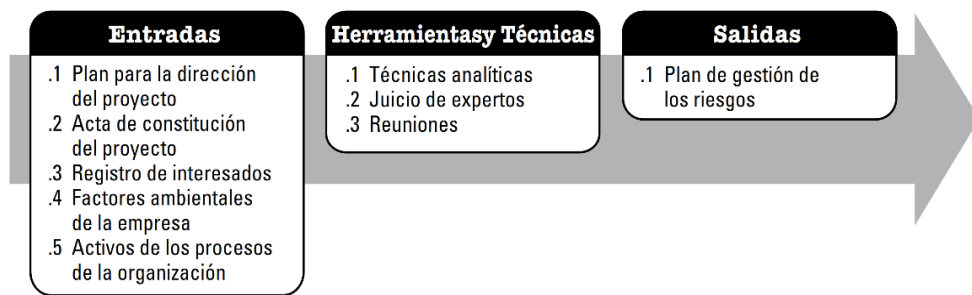 Entradas
.1 Plan para la dirección
del proyecto
.2 Acta de constitución
del proyecto
.3 Registro de interesados
.4 Factores ambientales
de la empresa
.5 Activos de los procesos
de la organización
Herramientasy Técnicas
.1 Técnicas analíticas
.2 Juicio de expertos
.3 Reuniones
Salidas
.1 Plan de gestión de
los riesgos